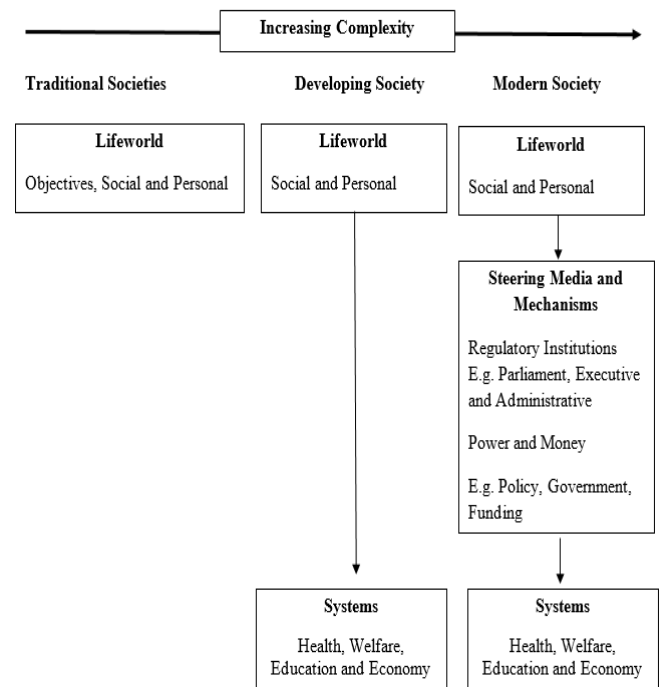 Increasing Complexity
Traditional Societies
Developing Society
Modern Society
Lifeworld
Objectives, Social and Personal
Lifeworld
Social and Personal
Lifeworld
Social and Personal
Steering Media and
Mechanisms
Regulatory Institutions
E.g. Parliament, Executive
and Administrative
Power and Money
E.g. Policy, Government,
Funding
Systems
Health, Welfare,
Education and Economy
Systems
Health, Welfare,
Education and Economy